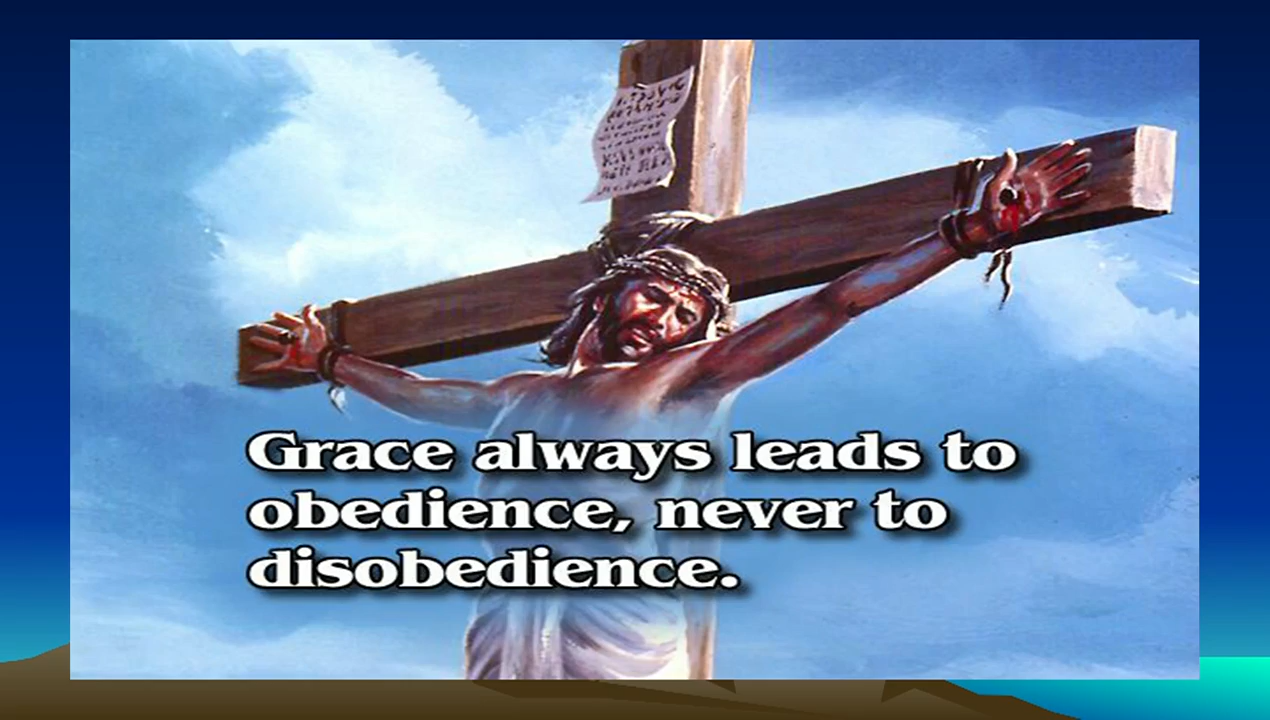 Grace always leads to
obedience, never to
disobedience.